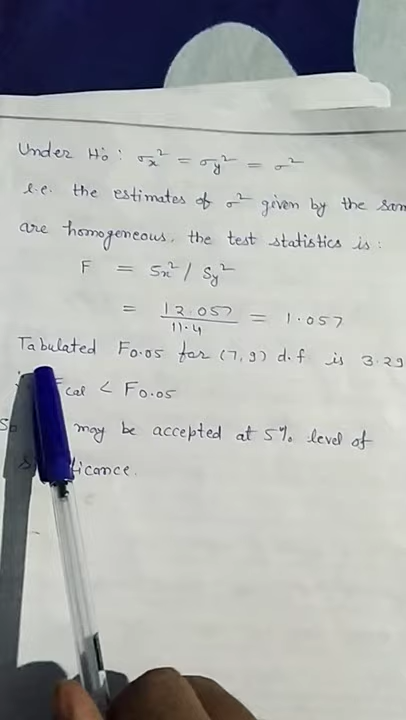 Under H₀ : σx² = σy² = σ²
i.e. the estimates of σ² given by the sam
are homogeneous, the test statistics is :
F = Sx² / Sy²
= 12.057 / 11.4 = 1.057
Tabulated F0.05 for (7, 9) d.f is 3.29
Fcal < F0.05
So may be accepted at 5% level of
ficance.